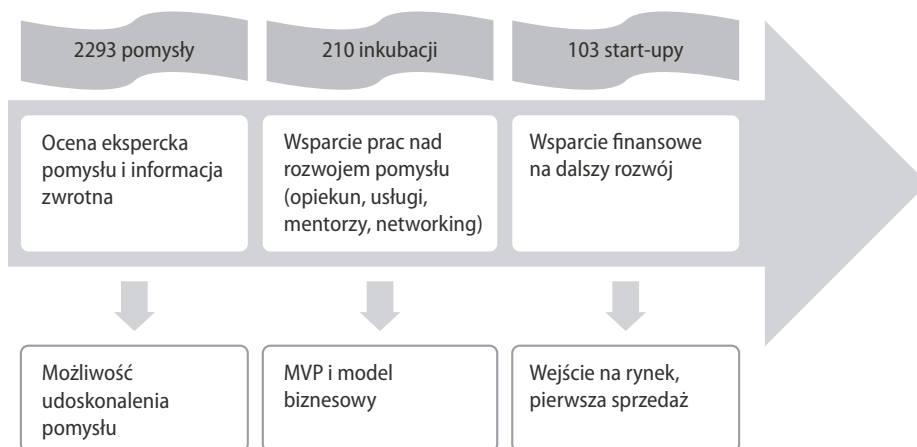 2293 pomysły
210 inkubacji
103 start-upy
Ocena ekspercka
pomysłu i informacja
zwrotna
Wsparcie prac nad
rozwojem pomysłu
(opiekun, usługi,
mentorzy, networking)
Wsparcie finansowe
na dalszy rozwój
Możliwość
udoskonalenia
pomysłu
MVP i model
biznesowy
Wejście na rynek,
pierwsza sprzedaż